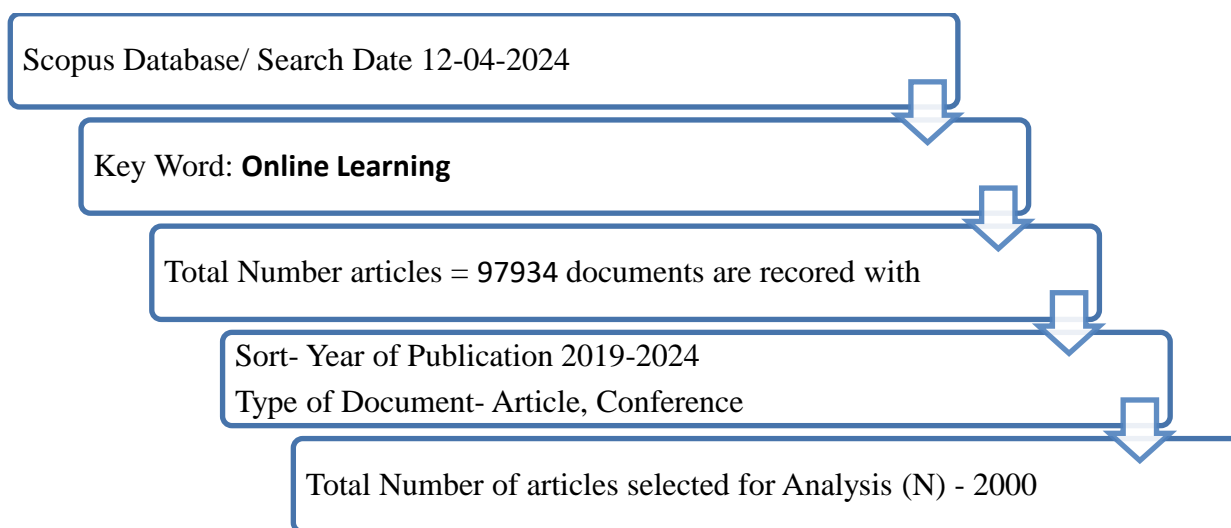 Scopus Database/ Search Date 12-04-2024
Key Word: Online Learning
Total Number articles = 97934 documents are recored with
Sort- Year of Publication 2019-2024
Type of Document- Article, Conference
Total Number of articles selected for Analysis (N) - 2000